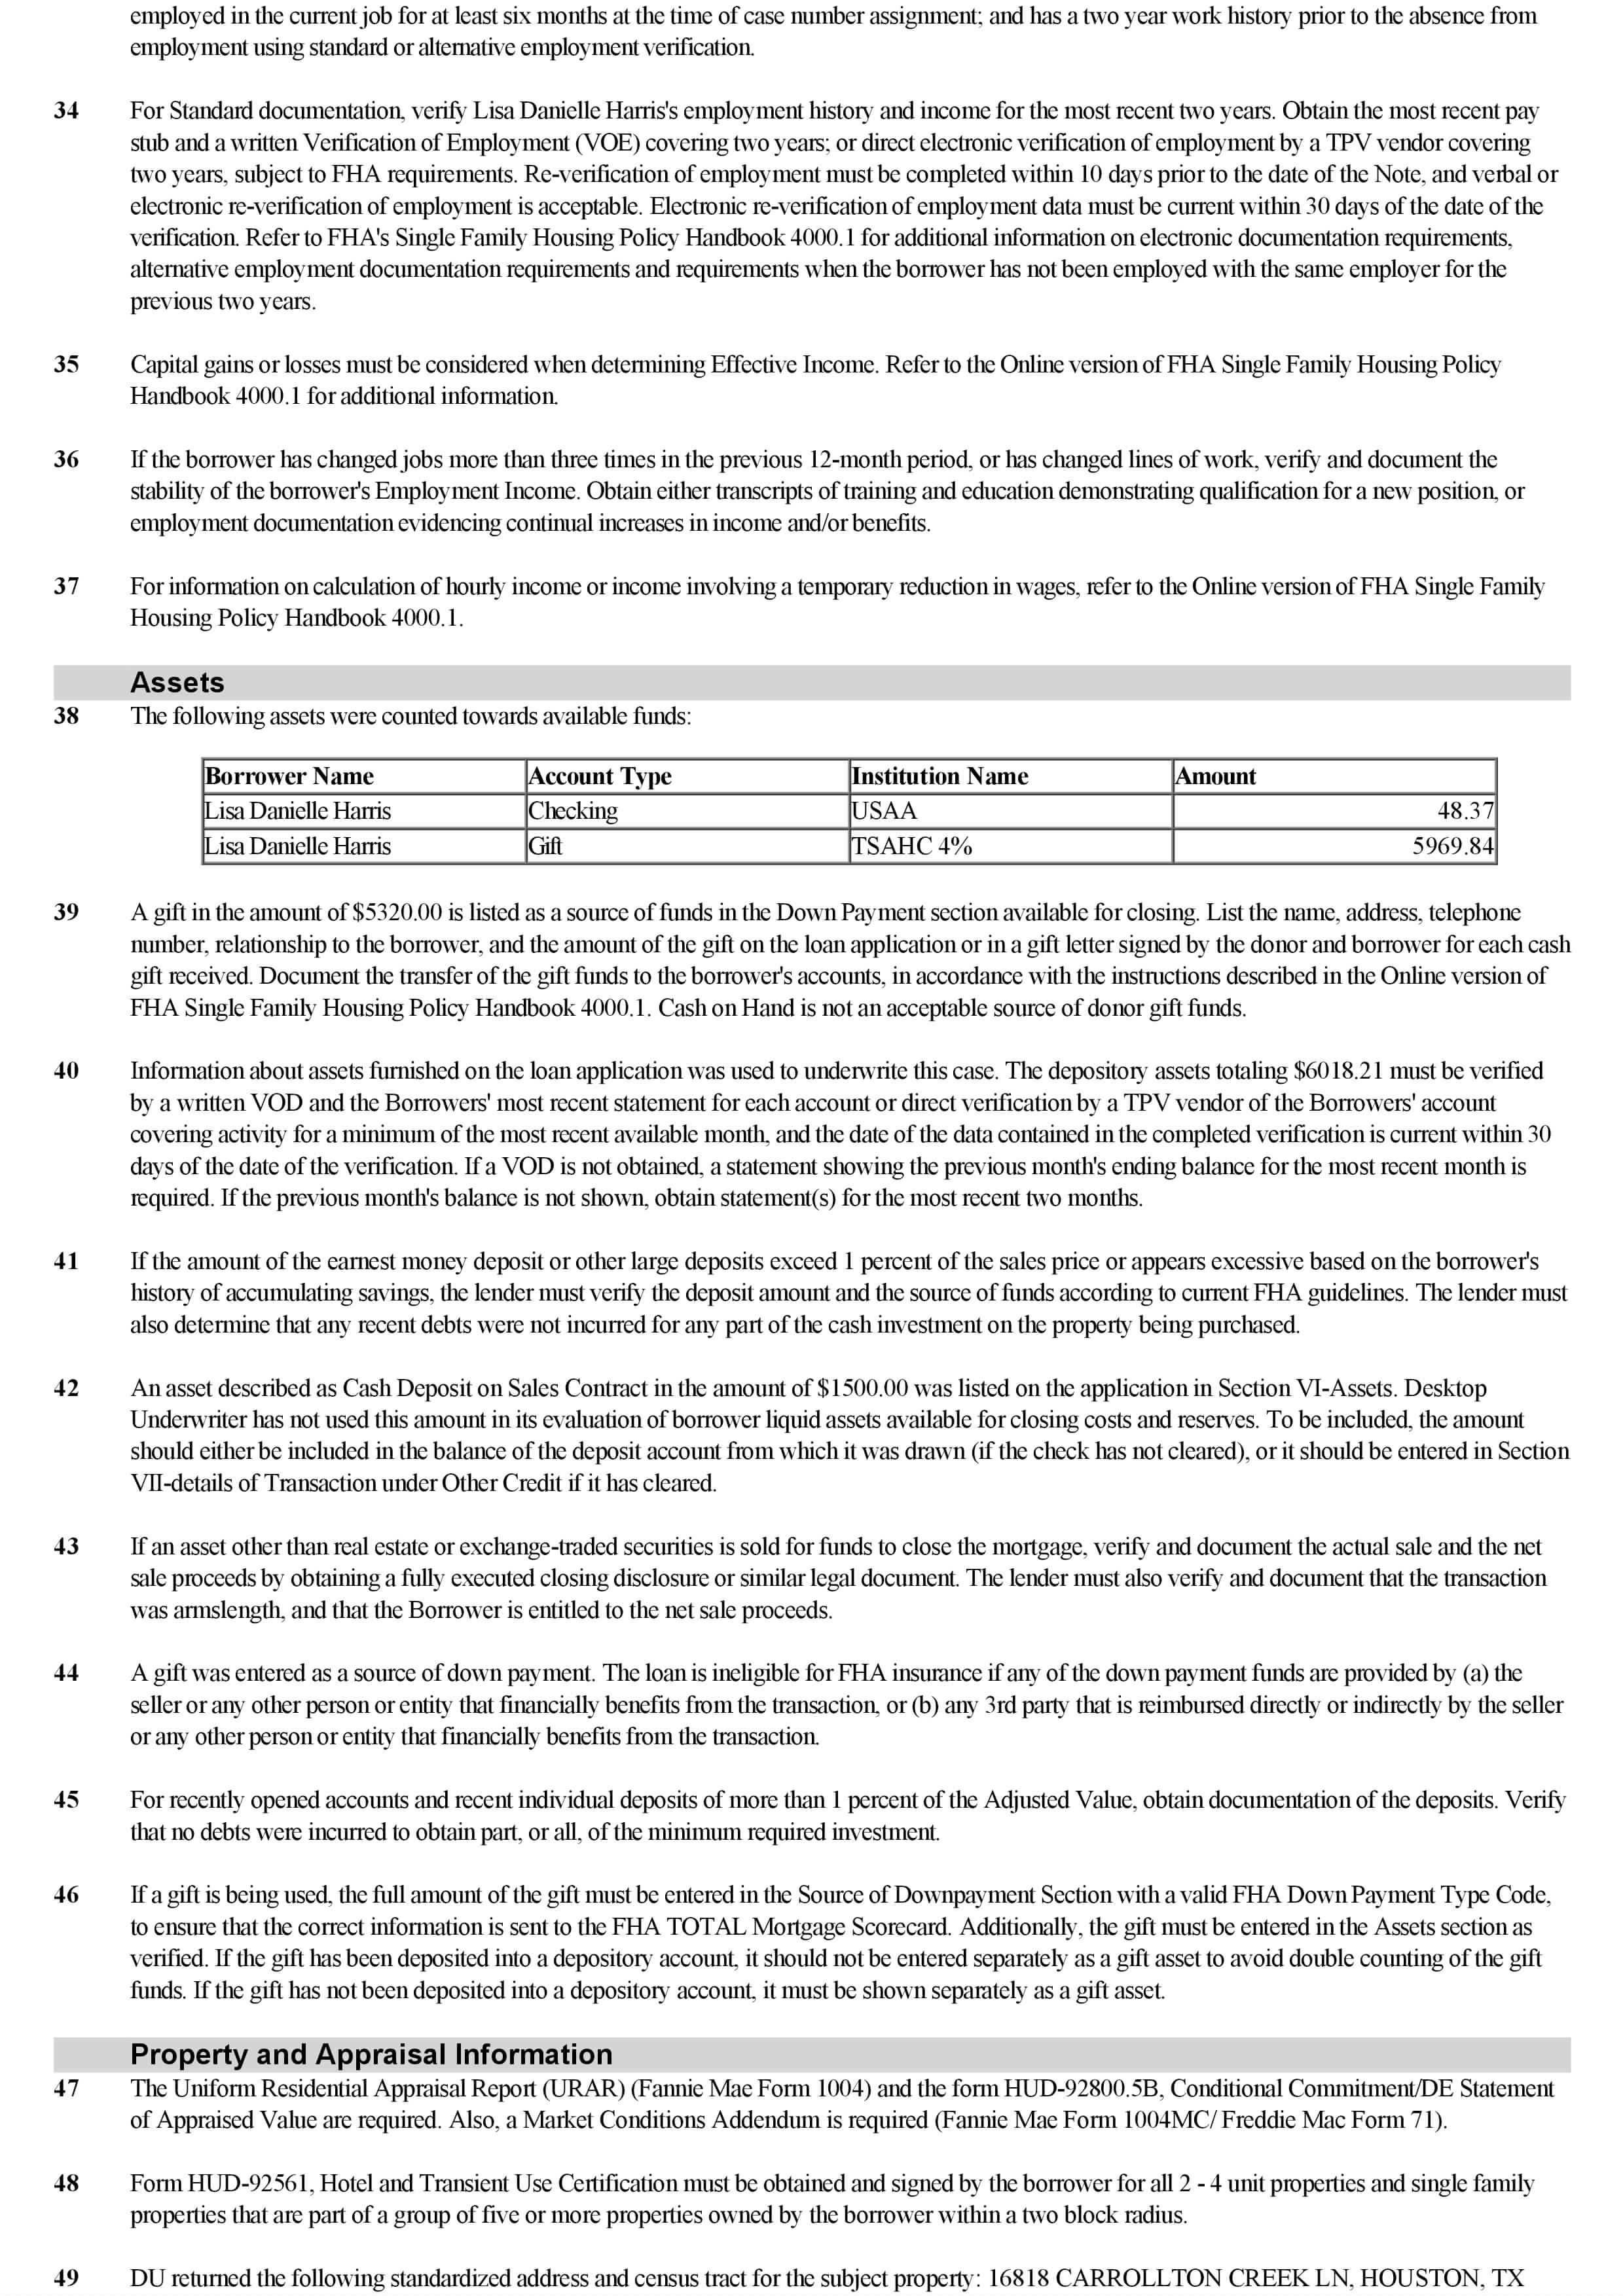 employed in the current job for at least six months at the time of case number assignment; and has a two year work history prior to the absence from
employment using standard or alternative employment verification.
34 For Standard documentation, verify Lisa Danielle Harris's employment history and income for the most recent two years. Obtain the most recent pay
stub and a written Verification of Employment (VOE) covering two years; or direct electronic verification of employment by a TPV vendor covering
two years, subject to FHA requirements. Re-verification of employment must be completed within 10 days prior to the date of the Note, and verbal or
electronic re-verification of employment is acceptable. Electronic re-verification of employment data must be current within 30 days of the date of the
verification. Refer to FHA's Single Family Housing Policy Handbook 4000.1 for additional information on electronic documentation requirements,
alternative employment documentation requirements and requirements when the borrower has not been employed with the same employer for the
previous two years.
35 Capital gains or losses must be considered when determining Effective Income. Refer to the Online version of FHA Single Family Housing Policy
Handbook 4000.1 for additional information.
36 If the borrower has changed jobs more than three times in the previous 12-month period, or has changed lines of work, verify and document the
stability of the borrower's Employment Income. Obtain either transcripts of training and education demonstrating qualification for a new position, or
employment documentation evidencing continual increases in income and/or benefits.
37 For information on calculation of hourly income or income involving a temporary reduction in wages, refer to the Online version of FHA Single Family
Housing Policy Handbook 4000.1.
Assets
38 The following assets were counted towards available funds:
Borrower Name Account Type Institution Name Amount
Lisa Danielle Harris Checking USAA 48.37
Lisa Danielle Harris Gift TSAHC 4% 5969.84
39 A gift in the amount of $5320.00 is listed as a source of funds in the Down Payment section available for closing. List the name, address, telephone
number, relationship to the borrower, and the amount of the gift on the loan application or in a gift letter signed by the donor and borrower for each cash
gift received. Document the transfer of the gift funds to the borrower's accounts, in accordance with the instructions described in the Online version of
FHA Single Family Housing Policy Handbook 4000.1. Cash on Hand is not an acceptable source of donor gift funds.
40 Information about assets furnished on the loan application was used to underwrite this case. The depository assets totaling $6018.21 must be verified
by a written VOD and the Borrowers' most recent statement for each account or direct verification by a TPV vendor of the Borrowers' account
covering activity for a minimum of the most recent available month, and the date of the data contained in the completed verification is current within 30
days of the date of the verification. If a VOD is not obtained, a statement showing the previous month's ending balance for the most recent month is
required. If the previous month's balance is not shown, obtain statement(s) for the most recent two months.
41 If the amount of the earnest money deposit or other large deposits exceed 1 percent of the sales price or appears excessive based on the borrower's
history of accumulating savings, the lender must verify the deposit amount and the source of funds according to current FHA guidelines. The lender must
also determine that any recent debts were not incurred for any part of the cash investment on the property being purchased.
42 An asset described as Cash Deposit on Sales Contract in the amount of $1500.00 was listed on the application in Section VI-Assets. Desktop
Underwriter has not used this amount in its evaluation of borrower liquid assets available for closing costs and reserves. To be included, the amount
should either be included in the balance of the deposit account from which it was drawn (if the check has not cleared), or it should be entered in Section
VII-details of Transaction under Other Credit if it has cleared.
43 If an asset other than real estate or exchange-traded securities is sold for funds to close the mortgage, verify and document the actual sale and the net
sale proceeds by obtaining a fully executed closing disclosure or similar legal document. The lender must also verify and document that the transaction
was armslength, and that the Borrower is entitled to the net sale proceeds.
44 A gift was entered as a source of down payment. The loan is ineligible for FHA insurance if any of the down payment funds are provided by (a) the
seller or any other person or entity that financially benefits from the transaction, or (b) any 3rd party that is reimbursed directly or indirectly by the seller
or any other person or entity that financially benefits from the transaction.
45 For recently opened accounts and recent individual deposits of more than 1 percent of the Adjusted Value, obtain documentation of the deposits. Verify
that no debts were incurred to obtain part, or all, of the minimum required investment.
46 If a gift is being used, the full amount of the gift must be entered in the Source of Downpayment Section with a valid FHA Down Payment Type Code,
to ensure that the correct information is sent to the FHA TOTAL Mortgage Scorecard. Additionally, the gift must be entered in the Assets section as
verified. If the gift has been deposited into a depository account, it should not be entered separately as a gift asset to avoid double counting of the gift
funds. If the gift has not been deposited into a depository account, it must be shown separately as a gift asset.
Property and Appraisal Information
47 The Uniform Residential Appraisal Report (URAR) (Fannie Mae Form 1004) and the form HUD-92800.5B, Conditional Commitment/DE Statement
of Appraised Value are required. Also, a Market Conditions Addendum is required (Fannie Mae Form 1004MC/ Freddie Mac Form 71).
48 Form HUD-92561, Hotel and Transient Use Certification must be obtained and signed by the borrower for all 2 - 4 unit properties and single family
properties that are part of a group of five or more properties owned by the borrower within a two block radius.
49 DU returned the following standardized address and census tract for the subject property: 16818 CARROLLTON CREEK LN, HOUSTON, TX